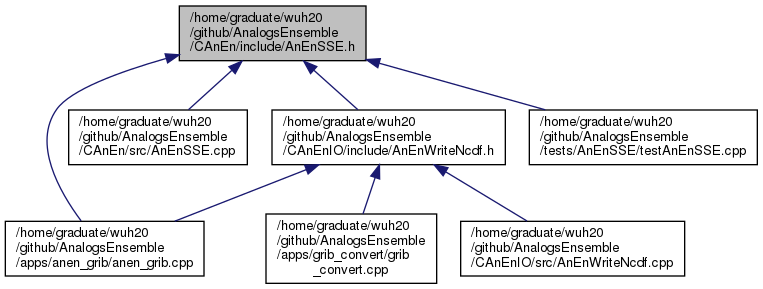 /home/graduate/wuh20
/github/AnalogsEnsemble
/CAnEn/include/AnEnSSE.h
/home/graduate/wuh20
/github/AnalogsEnsemble
/CAnEn/src/AnEnSSE.cpp
/home/graduate/wuh20
/github/AnalogsEnsemble
/CAnEnIO/include/AnEnWriteNcdf.h
/home/graduate/wuh20
/github/AnalogsEnsemble
/tests/AnEnSSE/testAnEnSSE.cpp
/home/graduate/wuh20
/github/AnalogsEnsemble
/apps/anen_grib/anen_grib.cpp
/home/graduate/wuh20
/github/AnalogsEnsemble
/apps/grib_convert/grib
_convert.cpp
/home/graduate/wuh20
/github/AnalogsEnsemble
/CAnEnIO/src/AnEnWriteNcdf.cpp